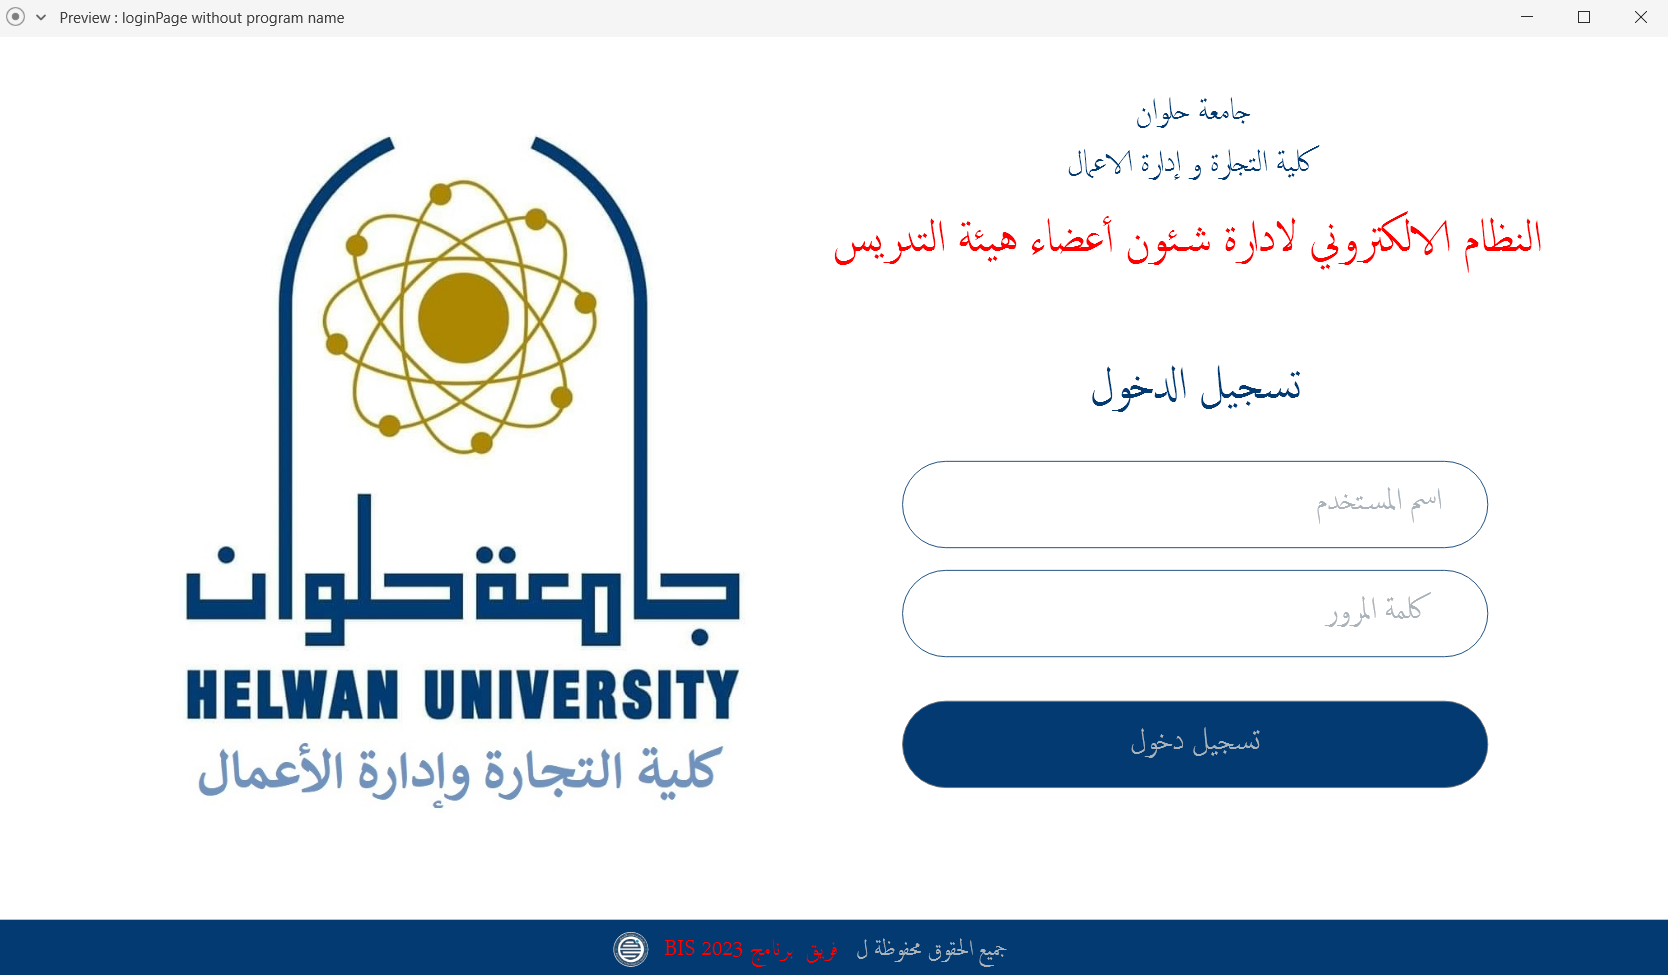 Preview : loginPage without program name
جامعة حلوان
كلية التجارة و إدارة الاعمال
النظام الالكتروني لادارة شئون أعضاء هيئة التدريس
تسجيل الدخول
اسم المستخدم
كلمة المرور
تسجيل دخول
جامعة حلوان
HELWAN UNIVERSITY
كلية التجارة وإدارة الأعمال
جميع الحقوق محفوظة ل فريق برنامج BIS 2023